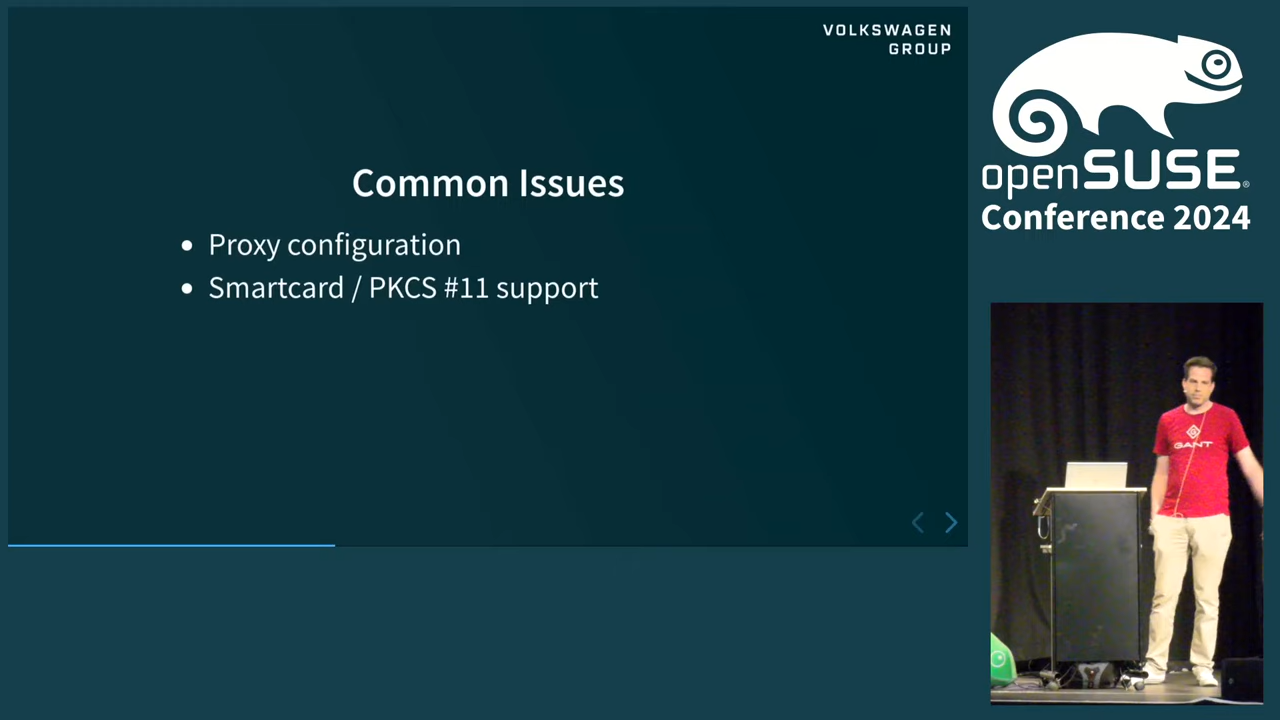 VOLKSWAGEN
GROUP
Common Issues
• Proxy configuration
• Smartcard / PKCS #11 support
openSUSE®
Conference 2024
GANT